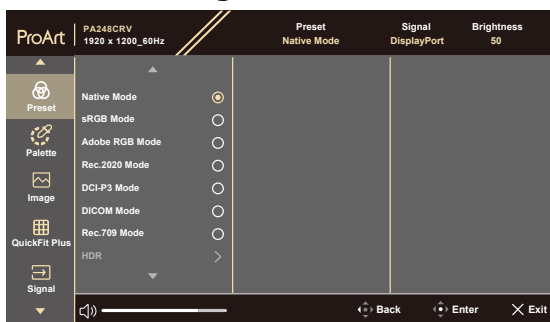 ProArt
PA248CRV
1920 x 1200_60Hz
Preset
Native Mode
Signal
DisplayPort
Brightness
50
Preset
Palette
Image
QuickFit Plus
Signal
Native Mode
sRGB Mode
Adobe RGB Mode
Rec.2020 Mode
DCI-P3 Mode
DICOM Mode
Rec.709 Mode
HDR
Back
Enter
Exit